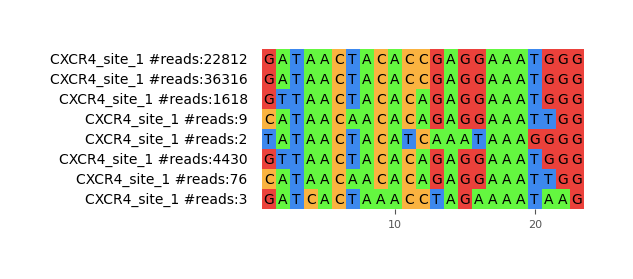 CXCR4_site_1 #reads:22812 GATAACTACACCGAGGAAATGGG
CXCR4_site_1 #reads:36316 GATAACTACACCGAGGAAATGGG
CXCR4_site_1 #reads:1618 GTTAACTACACAGAGGAAATGGG
CXCR4_site_1 #reads:9 CATAACAACACAGAGGAAATTGG
CXCR4_site_1 #reads:2 TATAACTACATCAAATAAAGGGG
CXCR4_site_1 #reads:4430 GTTAACTACACAGAGGAAATGGG
CXCR4_site_1 #reads:76 CATAACAACACAGAGGAAATTGG
CXCR4_site_1 #reads:3 GATCACTAAACCTAGAAAATAAG
10 20